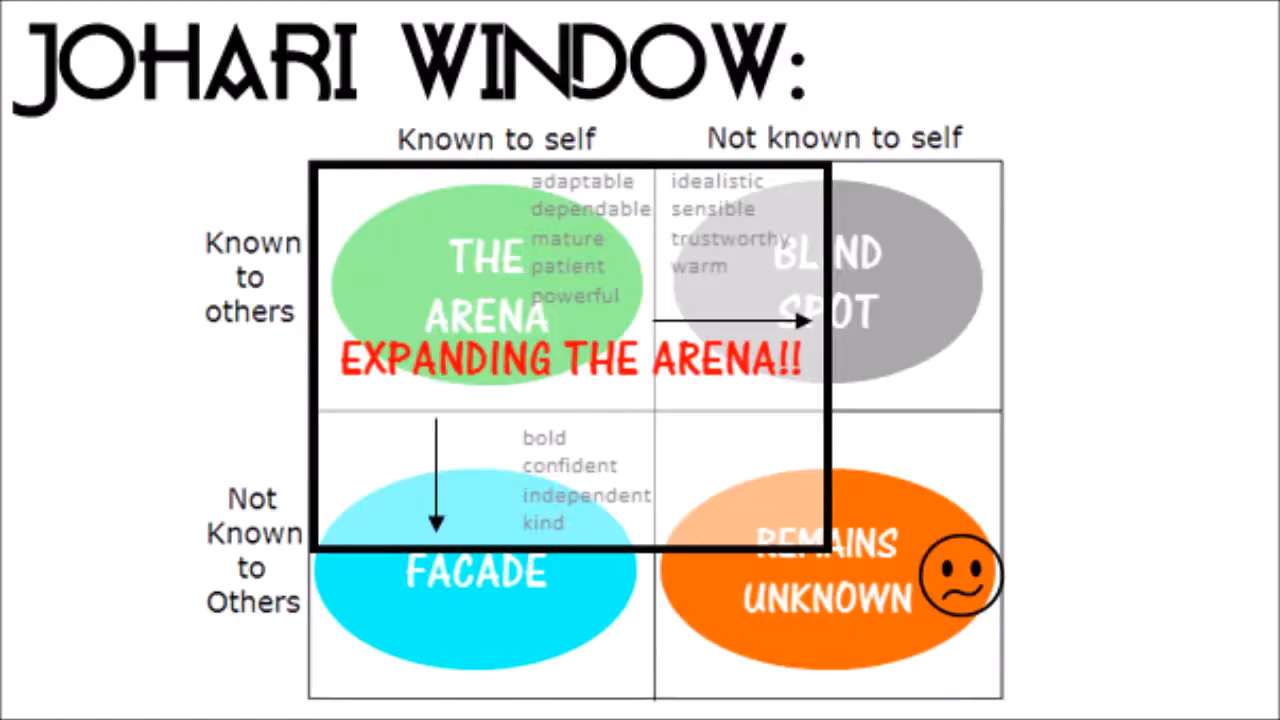 JOHARI WINDOW:
Known to self
Not known to self
Known
to
others
adaptable
dependable
mature
patient
powerful
THE
ARENA
idealistic
sensible
trustworthy
warm
BLIND
SPOT
EXPANDING THE ARENA!!
Not
Known
to
Others
bold
confident
independent
kind
FACADE
REMAINS
UNKNOWN